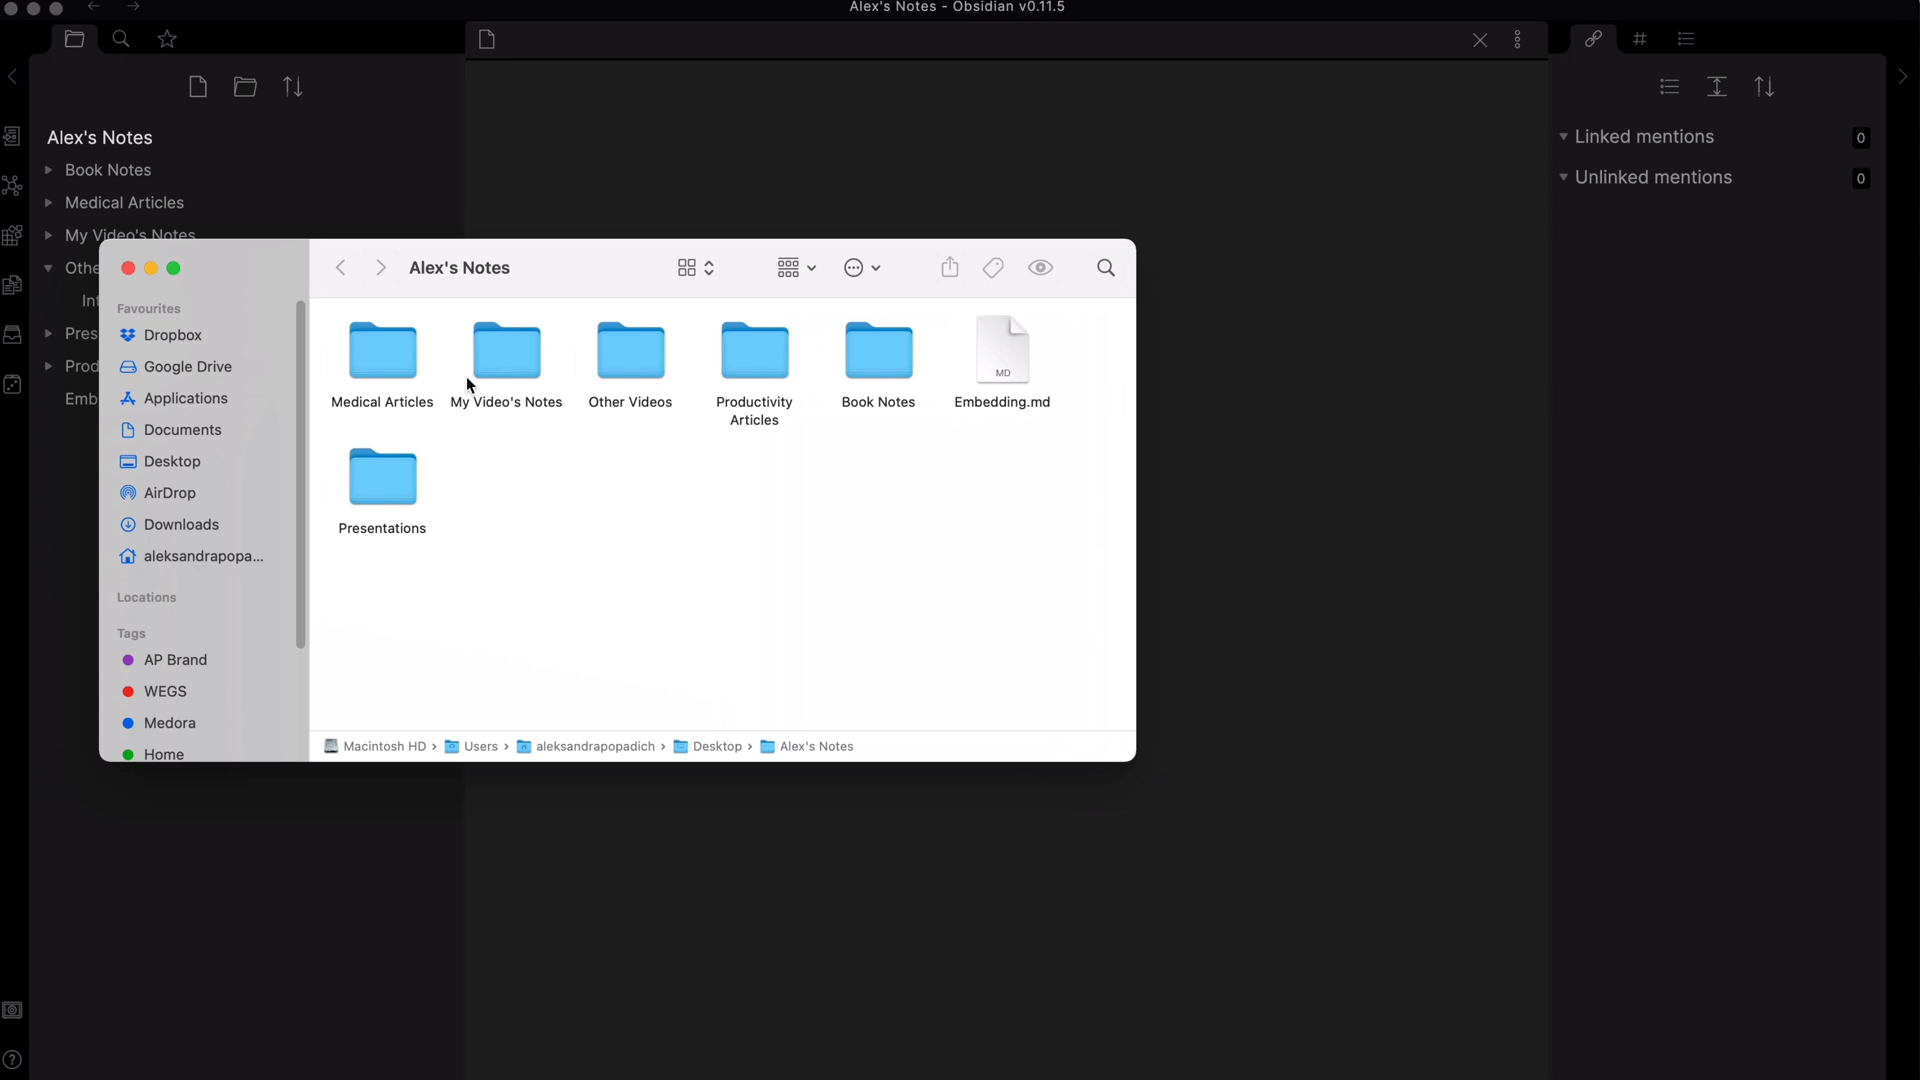 Alex's Notes - Obsidian v0.11.5
Alex's Notes
Book Notes
Medical Articles
My Video's Notes
Othe
Int
Pres
Prod
Emb
Linked mentions
0
Unlinked mentions
0
Alex's Notes
Favourites
Dropbox
Google Drive
Applications
Documents
Desktop
AirDrop
Downloads
aleksandrapopa...
Locations
Tags
AP Brand
WEGS
Medora
Home
Medical Articles
My Video's Notes
Other Videos
Productivity
Articles
Book Notes
MD
Embedding.md
Presentations
Macintosh HD › Users › aleksandrapopadich › Desktop › Alex's Notes